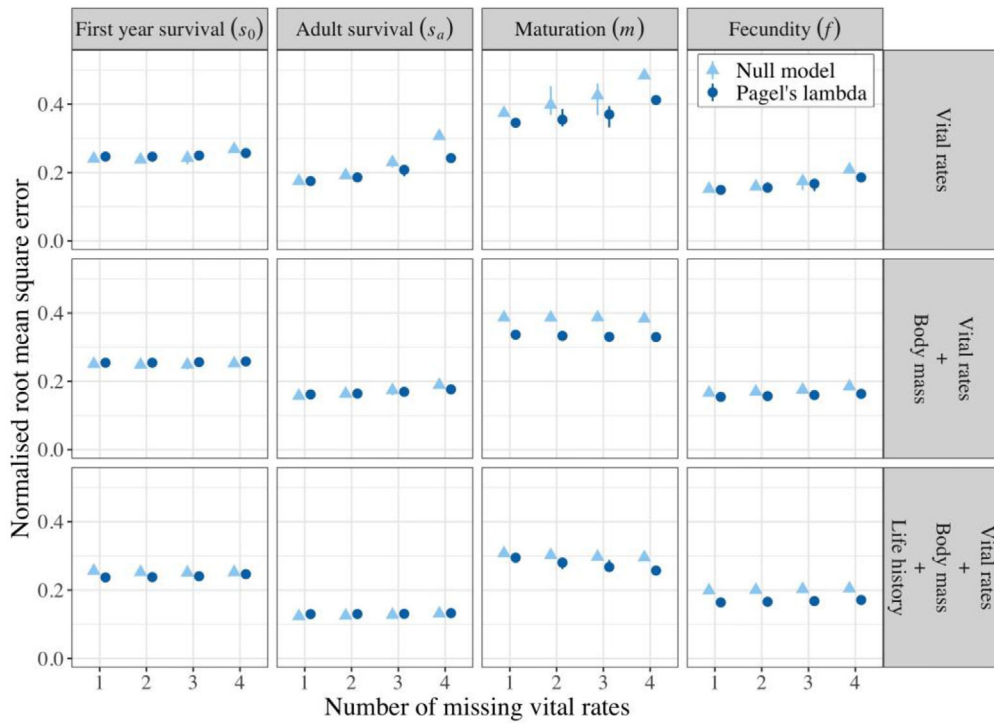 First year survival (s₀) Adult survival (sₐ) Maturation (m) Fecundity (f)
Null model
Pagel's lambda
0.4
0.2
0.0
Vital rates
0.4
0.2
0.0
Vital rates
+
Body mass
0.4
0.2
0.0
Vital rates
+
Body mass
+
Life history
Normalised root mean square error
1 2 3 4 1 2 3 4 1 2 3 4 1 2 3 4
Number of missing vital rates